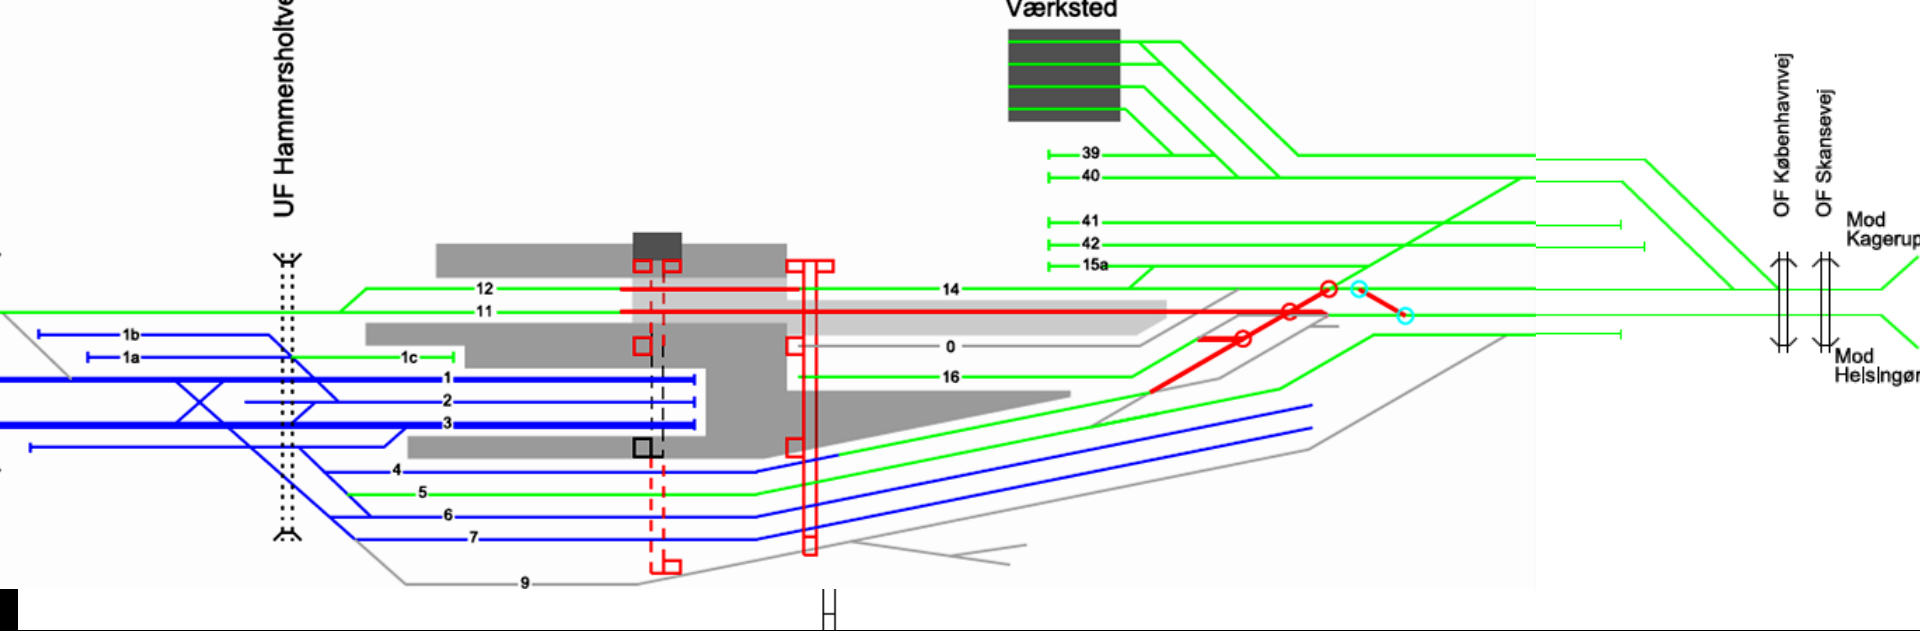 Værksted
UF Hammersholtve
OF Københavnvej
OF Skansevej
39
40
41
42
15a
Mod
Kagerup
12
14
11
1b
0
1a
1c
16
1
2
3
Mod
Helsingør
4
5
6
7
9